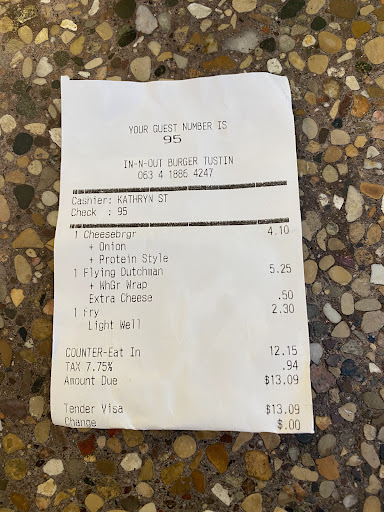 YOUR GUEST NUMBER IS
95
IN-N-OUT BURGER TUSTIN
063 4 1886 4247
Cashier: KATHRYN ST
Check : 95
1 Cheesebrgr 4.10
+ Onion
+ Protein Style
1 Flying Dutchman 5.25
+ WhGr Wrap
Extra Cheese .50
1 Fry 2.30
Light Well
COUNTER-Eat In 12.15
TAX 7.75% .94
Amount Due $13.09
Tender Visa $13.09
Change $.00